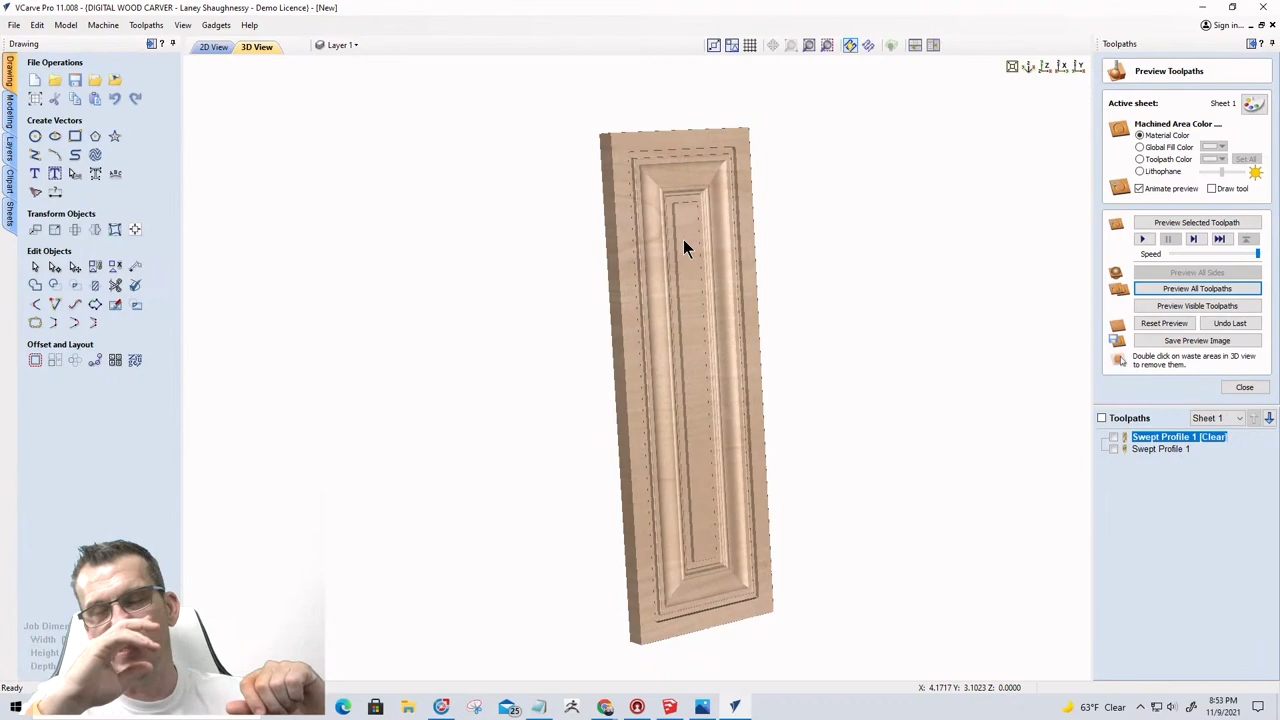 VCarve Pro 11.008 - {DIGITAL WOOD CARVER - Laney Shaughnessy - Demo Licence} - [New]
File Edit Model Machine Toolpaths View Gadgets Help
Sign in...
Drawing
2D View 3D View Layer 1
Toolpaths
File Operations
Create Vectors
Transform Objects
Edit Objects
Offset and Layout
Drawing
Modeling
Layers
Clipart
Sheets
Job Dimen
Width
Height
Depth
Preview Toolpaths
Active sheet: Sheet 1
Machined Area Color ....
Material Color
Global Fill Color
Toolpath Color Set All
Lithophane
Animate preview Draw tool
Preview Selected Toolpath
Speed
Preview All Sides
Preview All Toolpaths
Preview Visible Toolpaths
Reset Preview Undo Last
Save Preview Image
Double click on waste areas in 3D view
to remove them.
Close
Toolpaths Sheet 1
Swept Profile 1 [Clear]
Swept Profile 1
Ready
X: 4.1717 Y: 3.1023 Z: 0.0000
25
63°F Clear
8:53 PM
11/9/2021